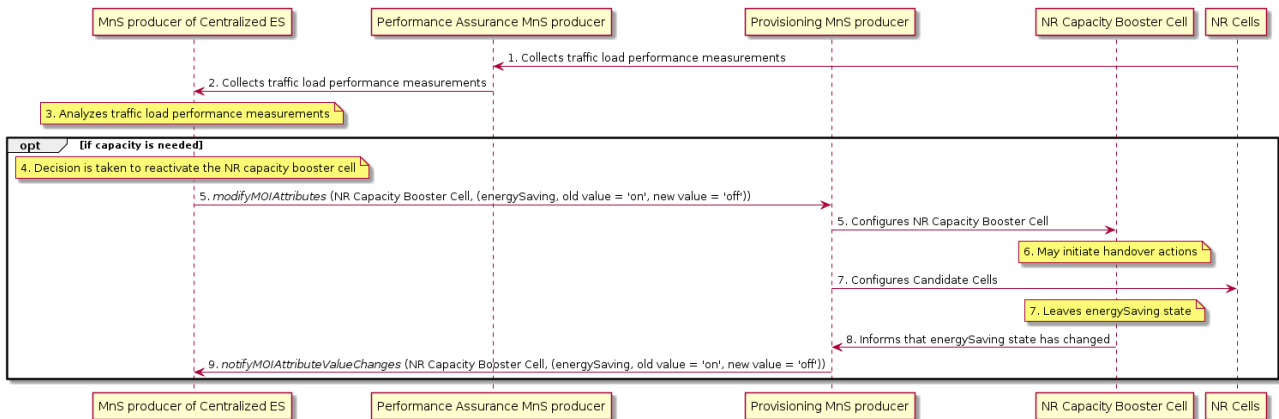 MnS producer of Centralized ES
Performance Assurance MnS producer
Provisioning MnS producer
NR Capacity Booster Cell
NR Cells
1. Collects traffic load performance measurements
2. Collects traffic load performance measurements
3. Analyzes traffic load performance measurements
opt [if capacity is needed]
4. Decision is taken to reactivate the NR capacity booster cell
5. modifyMOIAttributes (NR Capacity Booster Cell, (energySaving, old value = 'on', new value = 'off'))
5. Configures NR Capacity Booster Cell
6. May initiate handover actions
7. Configures Candidate Cells
7. Leaves energySaving state
8. Informs that energySaving state has changed
9. notifyMOIAttributeValueChanges (NR Capacity Booster Cell, (energySaving, old value = 'on', new value = 'off'))
MnS producer of Centralized ES
Performance Assurance MnS producer
Provisioning MnS producer
NR Capacity Booster Cell
NR Cells